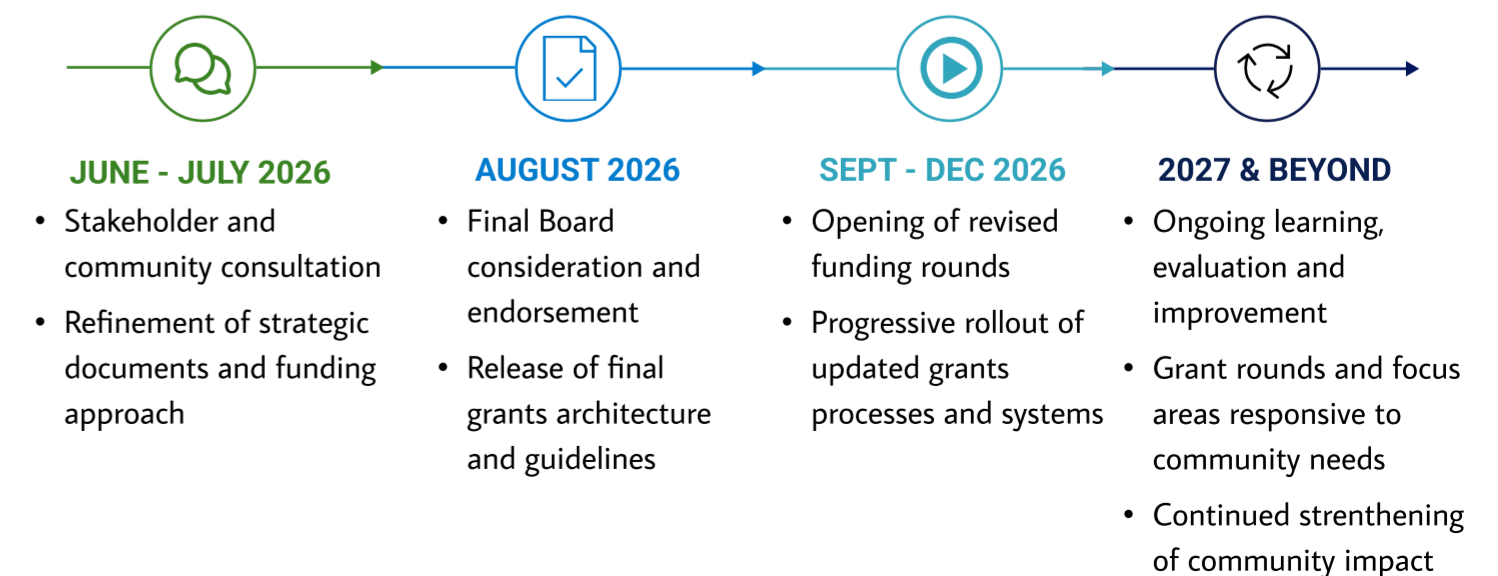 JUNE - JULY 2026
• Stakeholder and
community consultation
• Refinement of strategic
documents and funding
approach
AUGUST 2026
• Final Board
consideration and
endorsement
• Release of final
grants architecture
and guidelines
SEPT - DEC 2026
• Opening of revised
funding rounds
• Progressive rollout of
updated grants
processes and systems
2027 & BEYOND
• Ongoing learning,
evaluation and
improvement
• Grant rounds and focus
areas responsive to
community needs
• Continued strenthening
of community impact